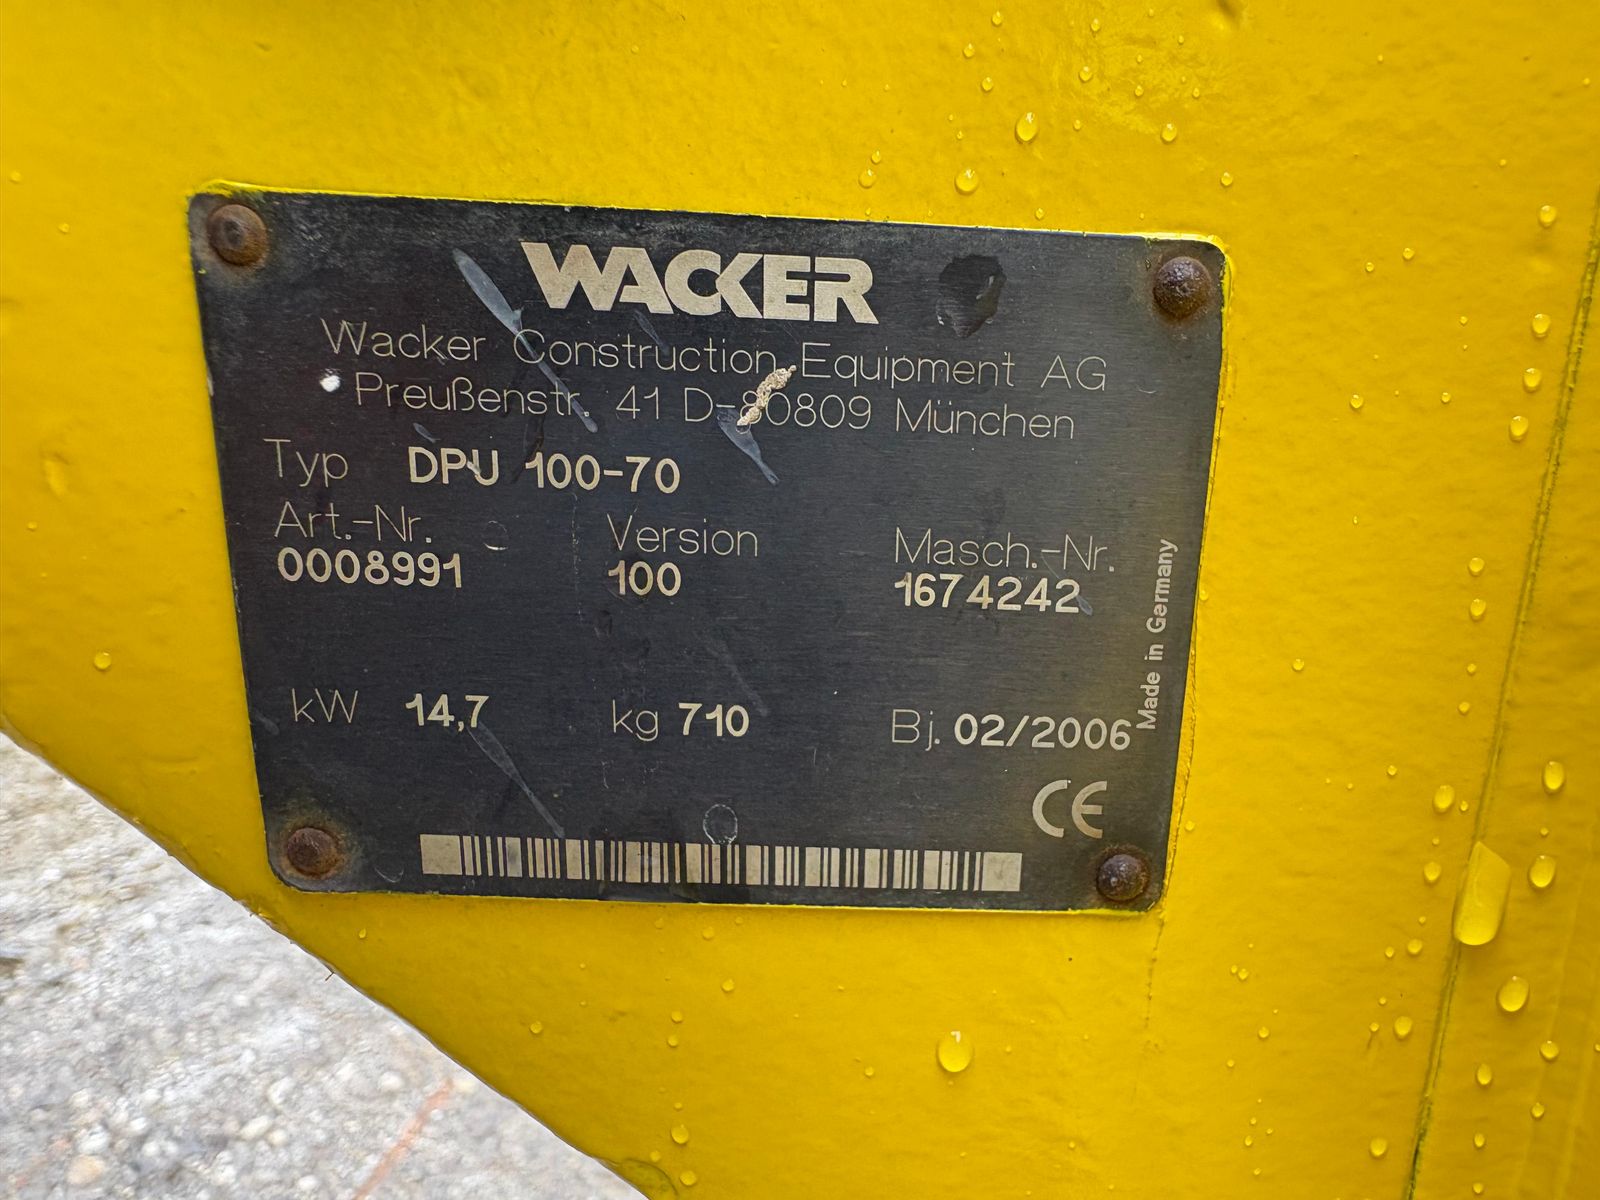 WACKER
Wacker Construction Equipment AG
Preußenstr. 41 D-80809 München
Typ DPU 100-70
Art.-Nr. Version Masch.-Nr.
0008991 100 1674242
kW 14,7 kg 710 Bj. 02/2006
Made in Germany
CE